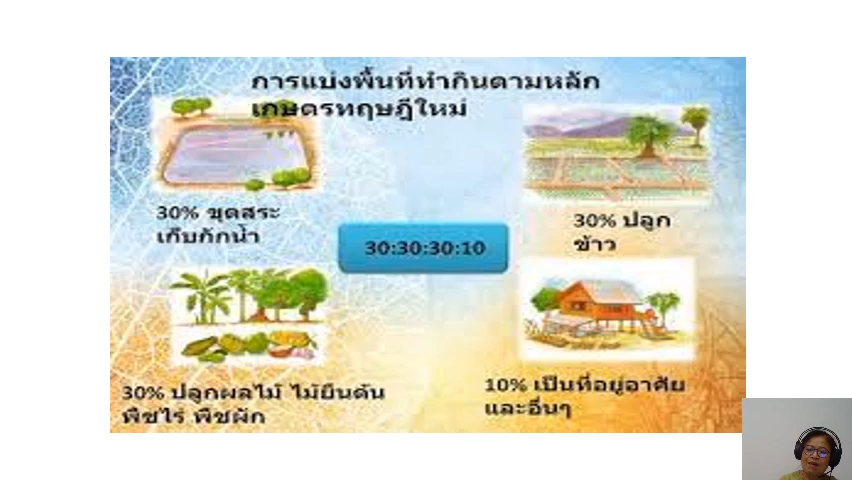 การแบ่งพื้นที่ทำกินตามหลัก
เกษตรทฤษฎีใหม่
30% ขุดสระ
เก็บกักน้ำ
30% ปลูก
ข้าว
30:30:30:10
30% ปลูกผลไม้ ไม้ยืนต้น
พืชไร่ พืชผัก
10% เป็นที่อยู่อาศัย
และอื่นๆ